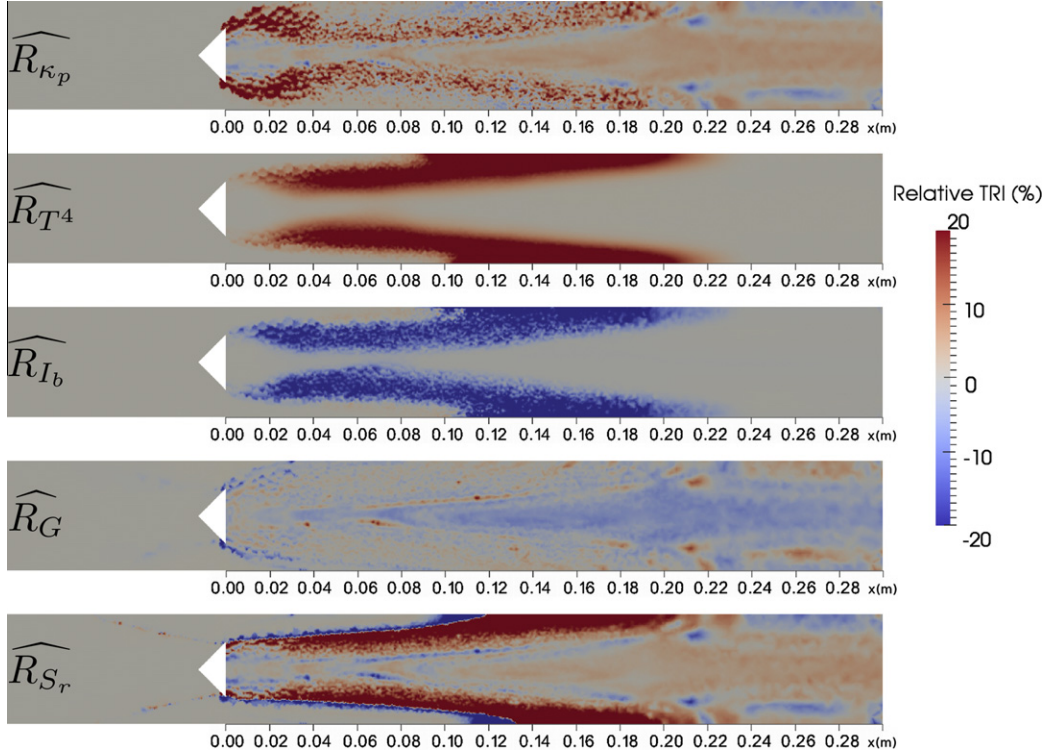 R̂_{κ_p}
0.00 0.02 0.04 0.06 0.08 0.10 0.12 0.14 0.16 0.18 0.20 0.22 0.24 0.26 0.28 x(m)
R̂_{T^4}
0.00 0.02 0.04 0.06 0.08 0.10 0.12 0.14 0.16 0.18 0.20 0.22 0.24 0.26 0.28 x(m)
Relative TRI (%)
20
10
0
-10
-20
R̂_{I_b}
0.00 0.02 0.04 0.06 0.08 0.10 0.12 0.14 0.16 0.18 0.20 0.22 0.24 0.26 0.28 x(m)
R̂_G
0.00 0.02 0.04 0.06 0.08 0.10 0.12 0.14 0.16 0.18 0.20 0.22 0.24 0.26 0.28 x(m)
R̂_{S_r}
0.00 0.02 0.04 0.06 0.08 0.10 0.12 0.14 0.16 0.18 0.20 0.22 0.24 0.26 0.28 x(m)